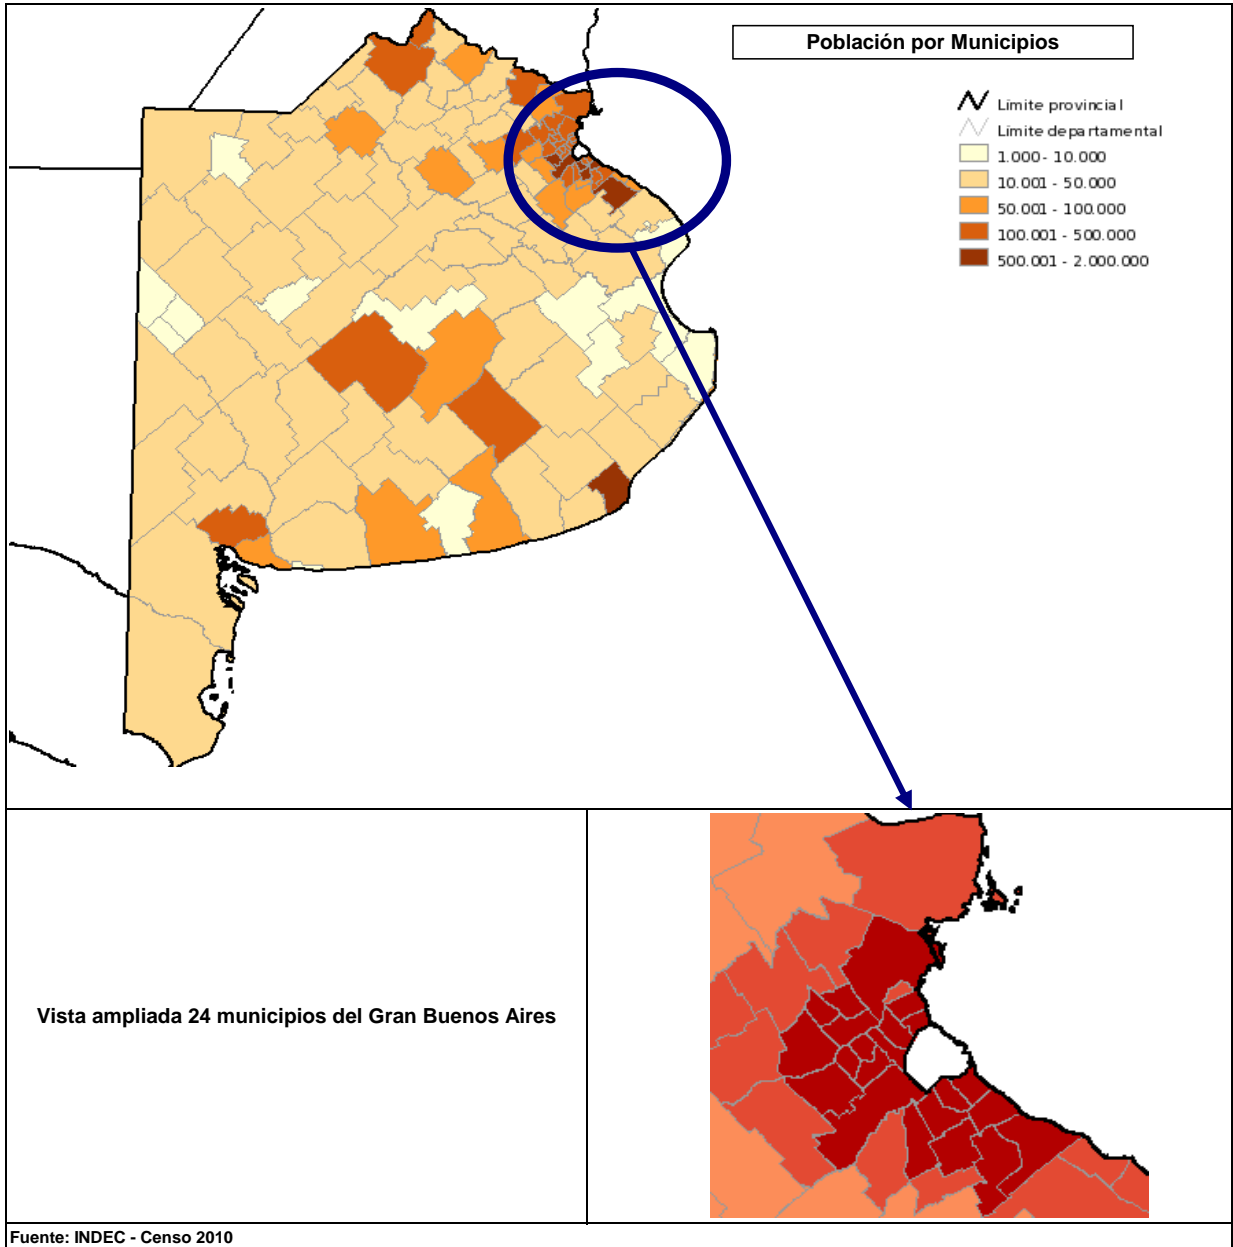 Población por Municipios
Límite provincial
Límite departamental
1.000 - 10.000
10.001 - 50.000
50.001 - 100.000
100.001 - 500.000
500.001 - 2.000.000
Vista ampliada 24 municipios del Gran Buenos Aires
Fuente: INDEC - Censo 2010